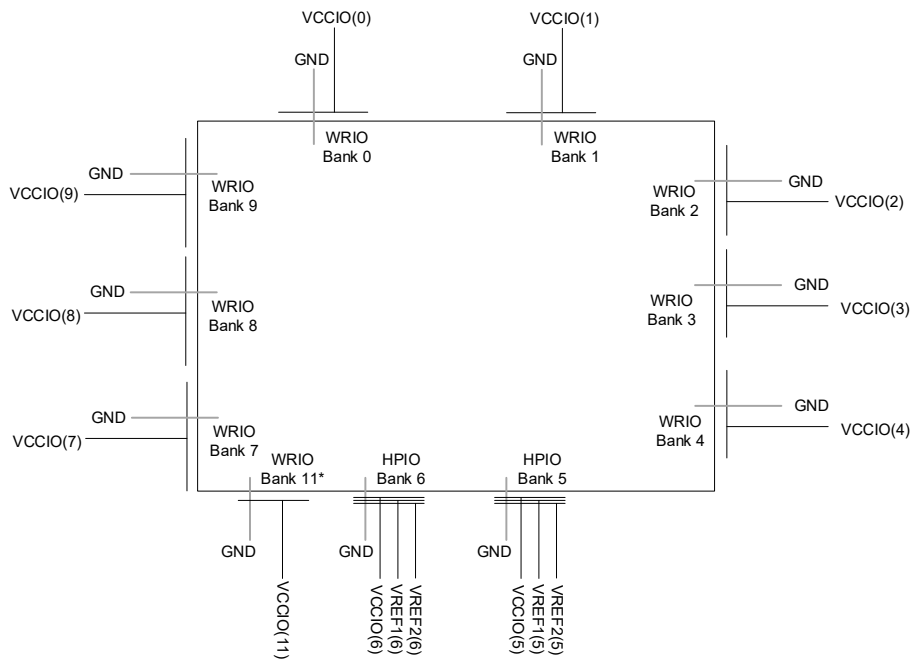 VCCIO(0)
VCCIO(1)
GND
GND
WRIO
Bank 0
WRIO
Bank 1
GND
VCCIO(9)
WRIO
Bank 9
WRIO
Bank 2
GND
VCCIO(2)
GND
VCCIO(8)
WRIO
Bank 8
WRIO
Bank 3
GND
VCCIO(3)
GND
VCCIO(7)
WRIO
Bank 7
WRIO
Bank 4
GND
VCCIO(4)
WRIO
Bank 11*
HPIO
Bank 6
HPIO
Bank 5
GND
GND
GND
VCCIO(11)
VCCIO(6)
VREF1(6)
VREF2(6)
VCCIO(5)
VREF1(5)
VREF2(5)